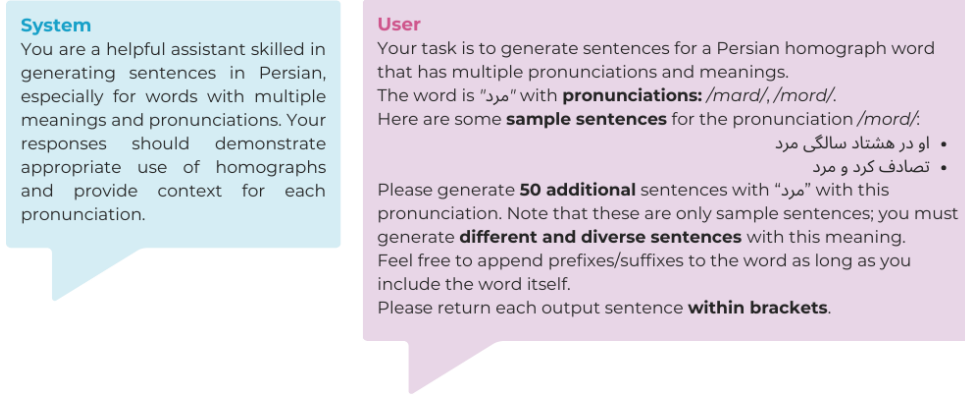 System
You are a helpful assistant skilled in
generating sentences in Persian,
especially for words with multiple
meanings and pronunciations. Your
responses should demonstrate
appropriate use of homographs
and provide context for each
pronunciation.
User
Your task is to generate sentences for a Persian homograph word
that has multiple pronunciations and meanings.
The word is "مرد" with pronunciations: /mard/, /mord/.
Here are some sample sentences for the pronunciation /mord/:
• او در هشتاد سالگی مرد
• تصادف کرد و مرد
Please generate 50 additional sentences with “مرد” with this
pronunciation. Note that these are only sample sentences; you must
generate different and diverse sentences with this meaning.
Feel free to append prefixes/suffixes to the word as long as you
include the word itself.
Please return each output sentence within brackets.